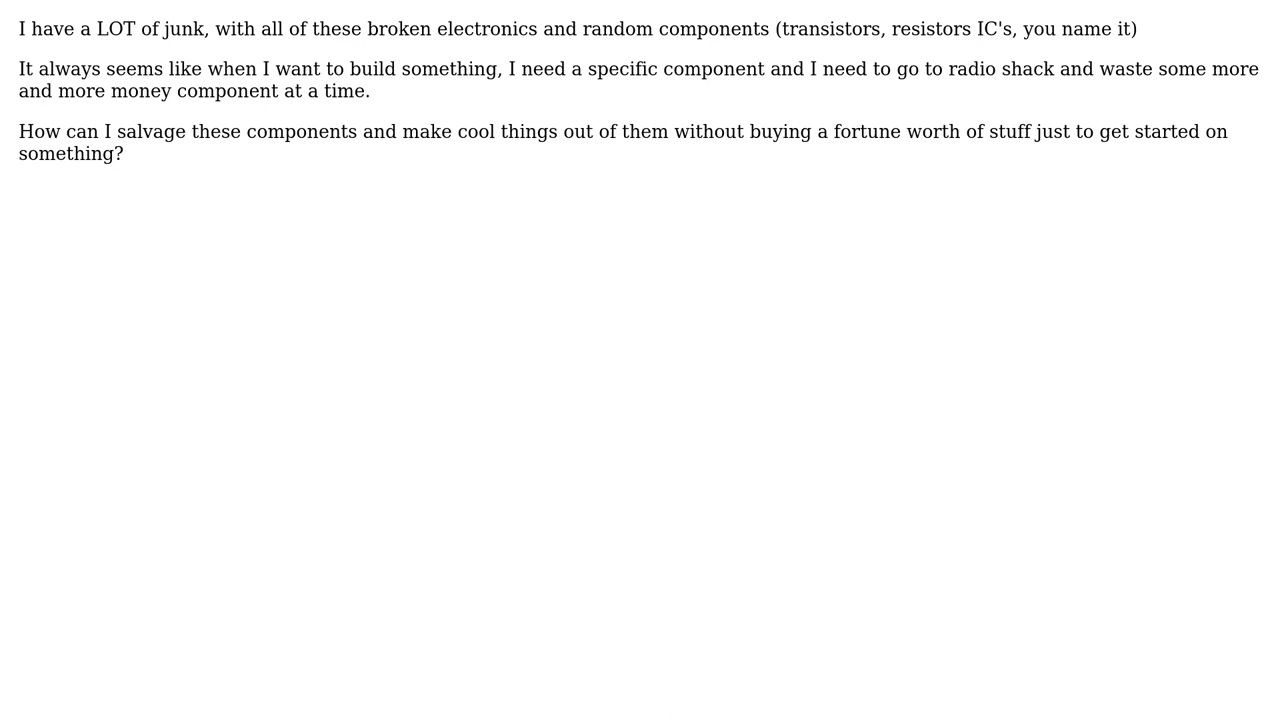 I have a LOT of junk, with all of these broken electronics and random components (transistors, resistors IC's, you name it)
It always seems like when I want to build something, I need a specific component and I need to go to radio shack and waste some more
and more money component at a time.
How can I salvage these components and make cool things out of them without buying a fortune worth of stuff just to get started on
something?